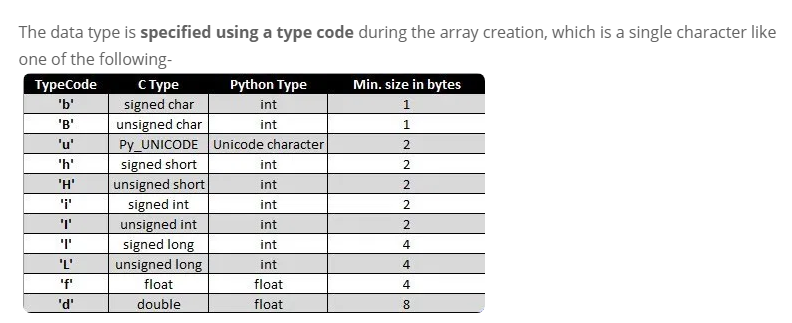 The data type is specified using a type code during the array creation, which is a single character like
one of the following-
TypeCode C Type Python Type Min. size in bytes
'b' signed char int 1
'B' unsigned char int 1
'u' Py_UNICODE Unicode character 2
'h' signed short int 2
'H' unsigned short int 2
'i' signed int int 2
'I' unsigned int int 2
'l' signed long int 4
'L' unsigned long int 4
'f' float float 4
'd' double float 8